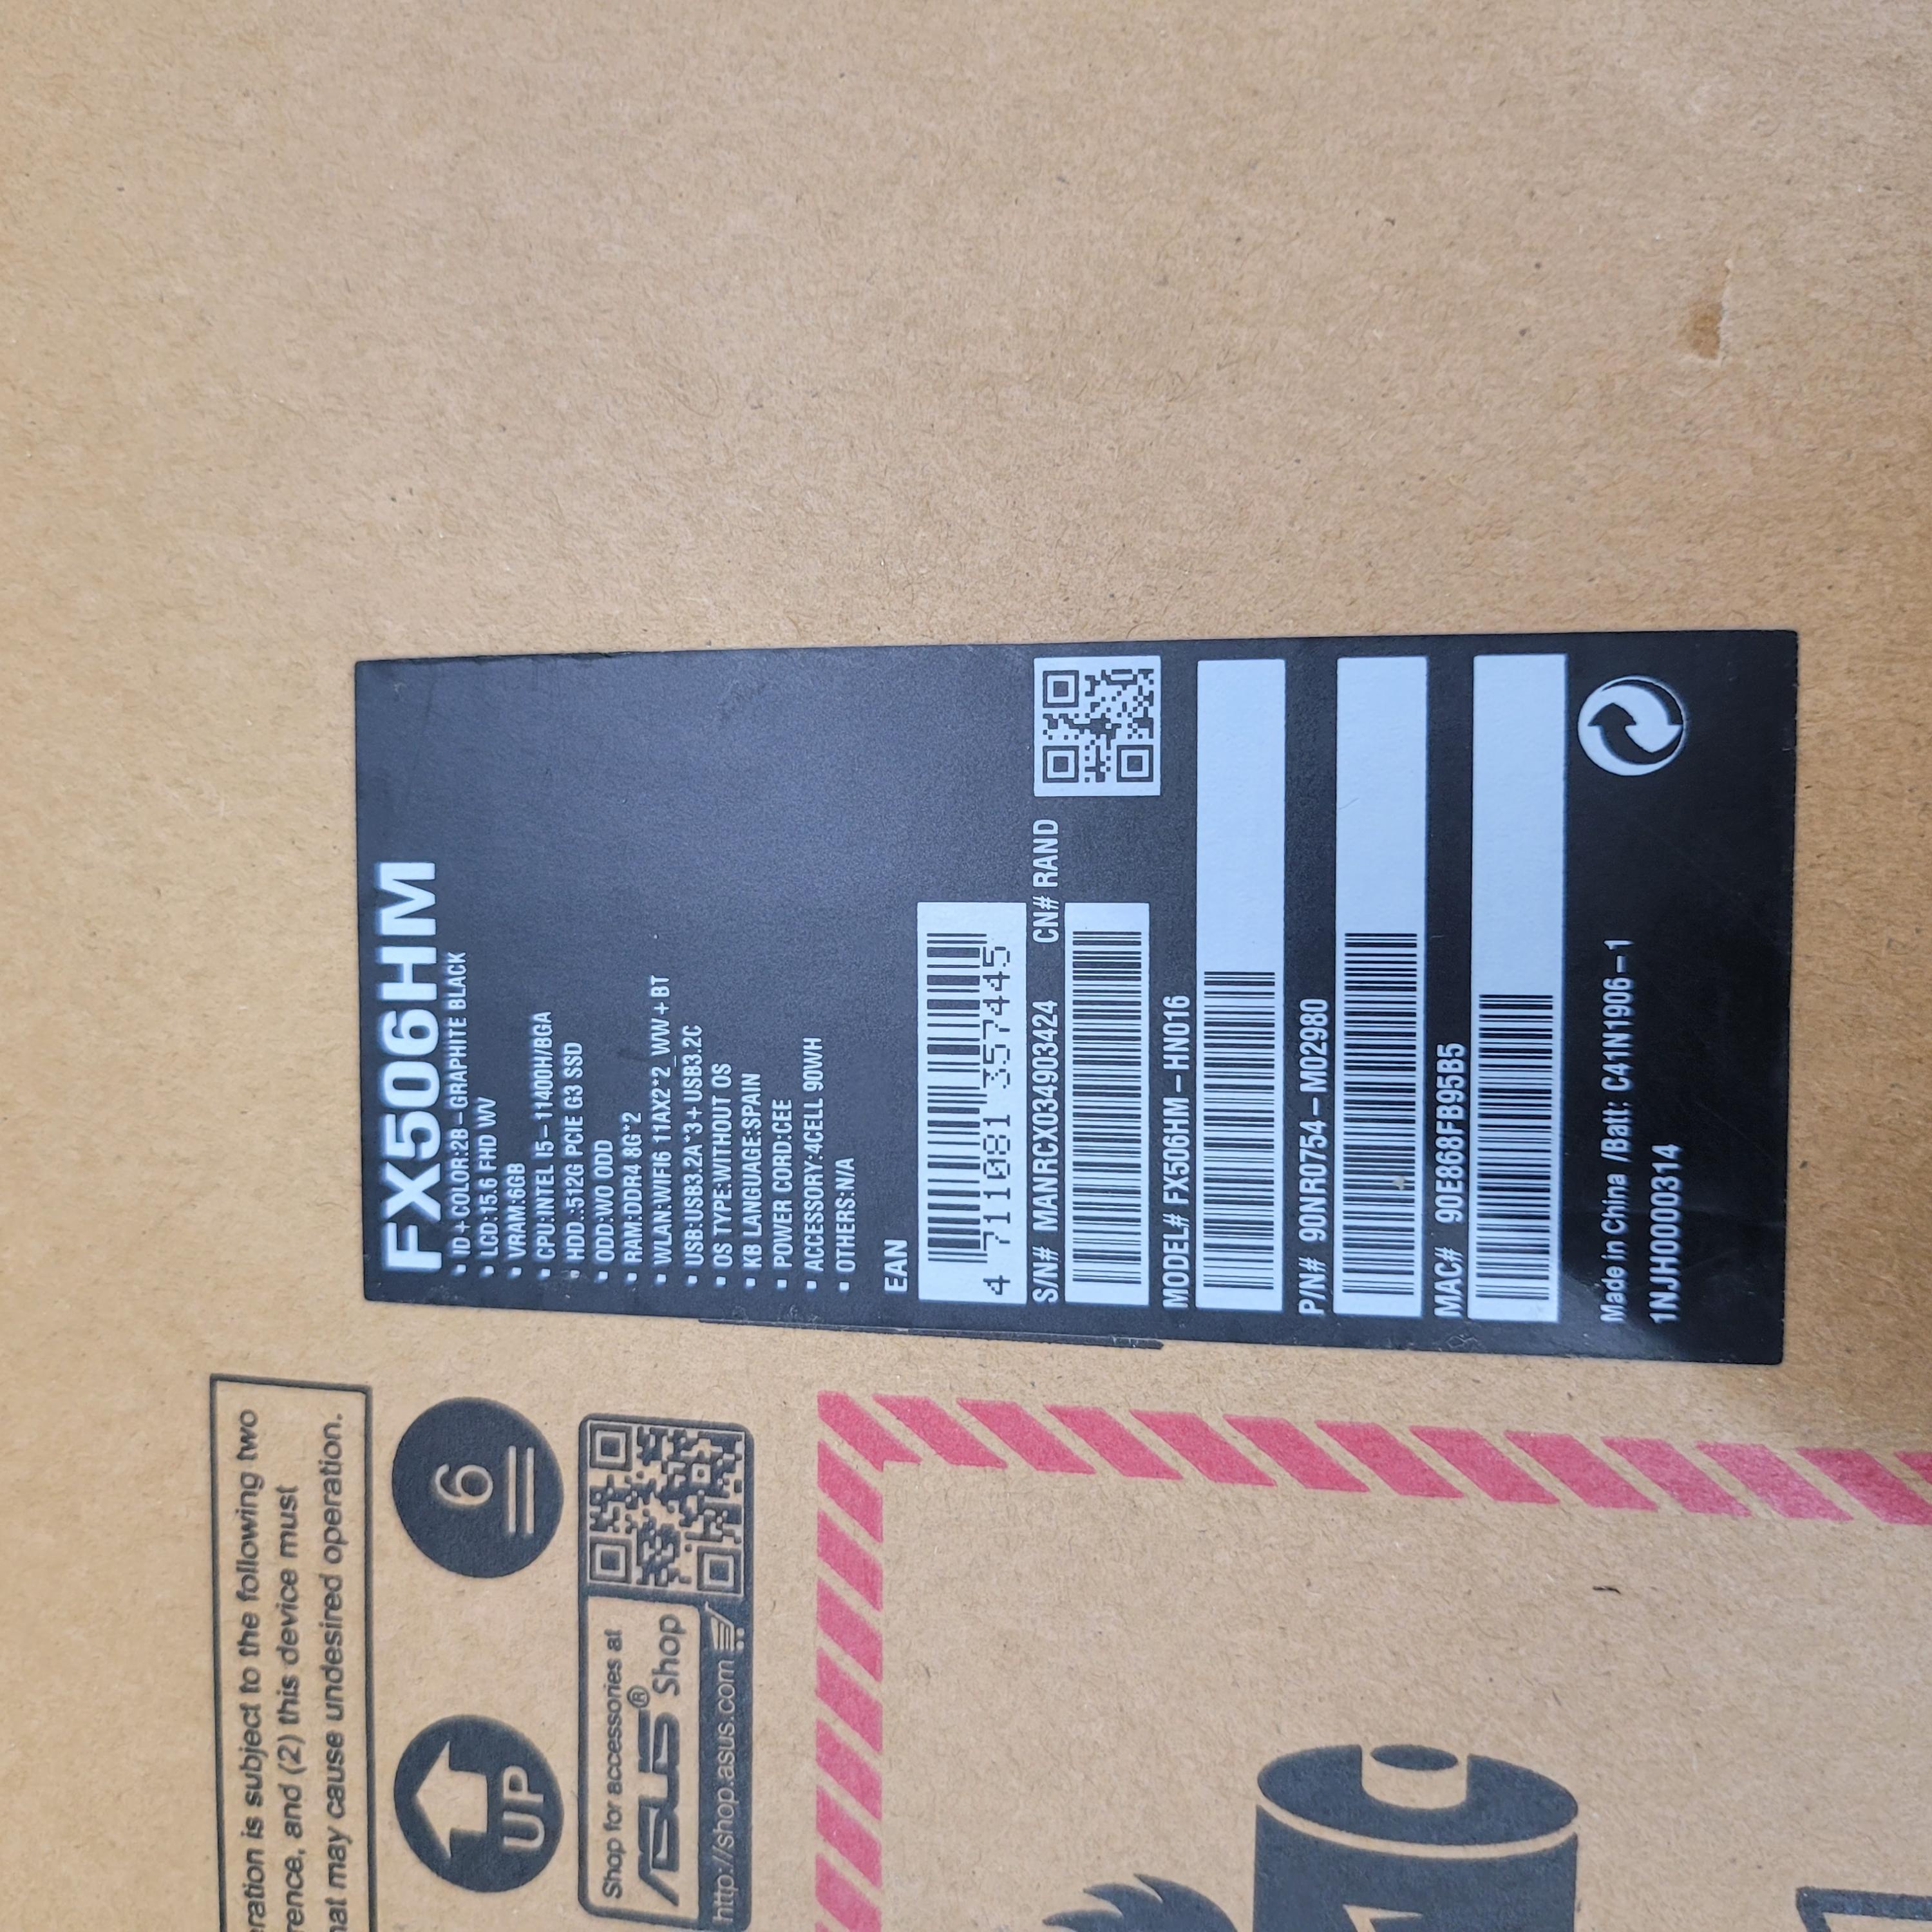 FX506HM
▪ ID+COLOR:2B-GRAPHITE BLACK
▪ LCD:15.6 FHD VV
▪ VRAM:6GB
▪ CPU:INTEL I5-11400H/BGA
▪ HDD :512G PCIE G3 SSD
▪ ODD:WO ODD
▪ RAM:DDR4 8G*2
▪ WLAN:WIFI6 11AX2*2_WW+BT
▪ USB:USB3.2A*3+USB3.2C
▪ OS TYPE:WITHOUT OS
▪ KB LANGUAGE:SPAIN
▪ POWER CORD:CEE
▪ ACCESSORY:4CELL 90WH
▪ OTHERS:N/A
EAN
4 711081 357445
S/N# MANRCX034903424 CN# RAND
MODEL# FX506HM-HN016
P/N# 90NR0754-M02980
MAC# 90E868FB95B5
Made in China /Batt: C41N1906-1
1NJH0000314
is subject to the following two
and (2) this device must
may cause undesired operation.
UP
6
Shop for accessories at
ASUS® Shop
http://shop.asus.com